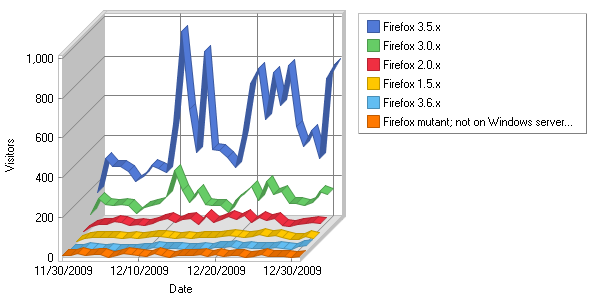 1,000
800
600
400
200
0
Visitors
11/30/2009
12/10/2009
12/20/2009
12/30/2009
Date
Firefox 3.5.x
Firefox 3.0.x
Firefox 2.0.x
Firefox 1.5.x
Firefox 3.6.x
Firefox mutant; not on Windows server...